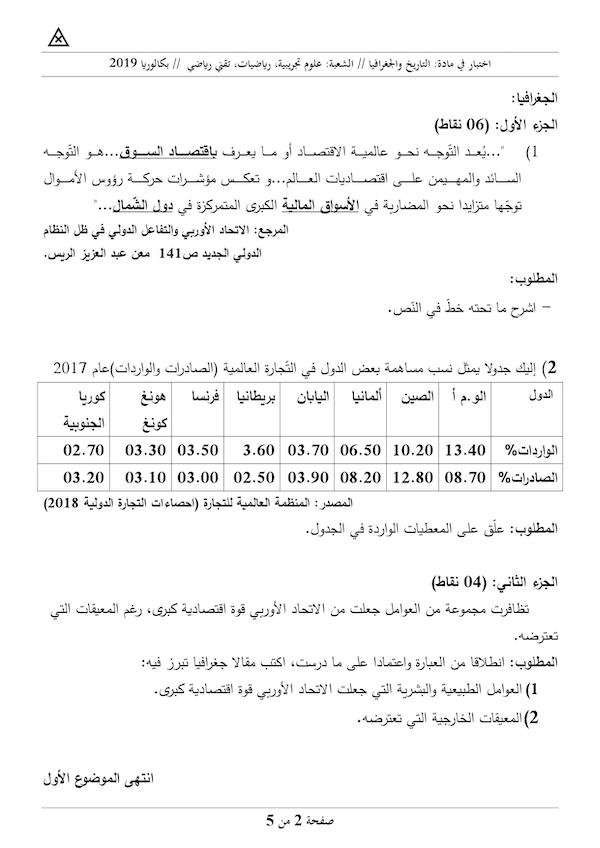 اختبار في مادة: التاريخ والجغرافيا // الشعبة: علوم تجريبية، رياضيات، تقني رياضي // بكالوريا 2019
الجغرافيا:
الجزء الأول: (06 نقاط)
1) "...يُعد التّوجه نحو عالمية الاقتصاد أو ما يعرف باقتصاد السوق...هو التّوجه
السائد والمهيمن على اقتصاديات العالم...و تعكس مؤشرات حركة رؤوس الأموال
توجّها متزايدا نحو المضاربة في الأسواق المالية الكبرى المتمركزة في دول الشّمال..."
المرجع: الاتحاد الأوربي والتفاعل الدولي في ظل النظام
الدولي الجديد ص141 معن عبد العزيز الريس.
المطلوب:
– اشرح ما تحته خطّ في النّص.
2) إليك جدولا يمثل نسب مساهمة بعض الدول في التّجارة العالمية (الصادرات والواردات)عام 2017
الدول الو.م أ الصين ألمانيا اليابان بريطانيا فرنسا هونغ كونغ كوريا الجنوبية
الواردات% 13.40 10.20 06.50 03.70 3.60 03.50 03.30 02.70
الصادرات% 08.70 12.80 08.20 03.90 02.50 03.00 03.10 03.20
المصدر: المنظمة العالمية للتجارة (احصاءات التجارة الدولية 2018)
المطلوب: علّق على المعطيات الواردة في الجدول.
الجزء الثاني: (04 نقاط)
تظافرت مجموعة من العوامل جعلت من الاتحاد الأوربي قوة اقتصادية كبرى، رغم المعيقات التي
تعترضه.
المطلوب: انطلاقا من العبارة واعتمادا على ما درست، اكتب مقالا جغرافيا تبرز فيه:
1) العوامل الطبيعية والبشرية التي جعلت الاتحاد الأوربي قوة اقتصادية كبرى.
2) المعيقات الخارجية التي تعترضه.
انتهى الموضوع الأول
صفحة 2 من 5